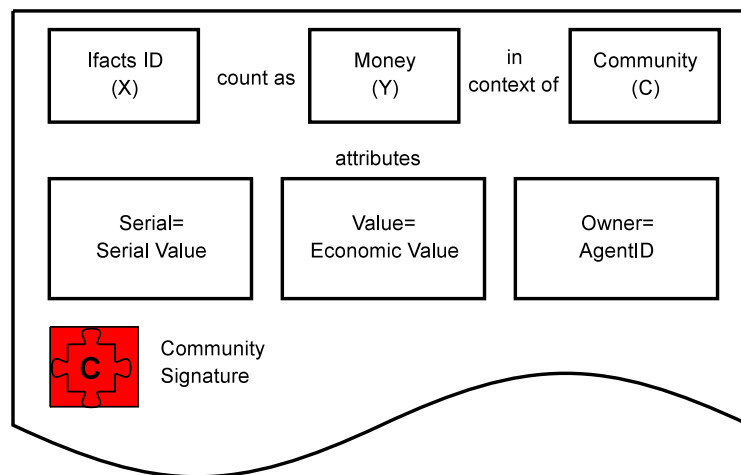 Ifacts ID
(X)
count as
Money
(Y)
in
context of
Community
(C)
attributes
Serial=
Serial Value
Value=
Economic Value
Owner=
AgentID
C
Community
Signature